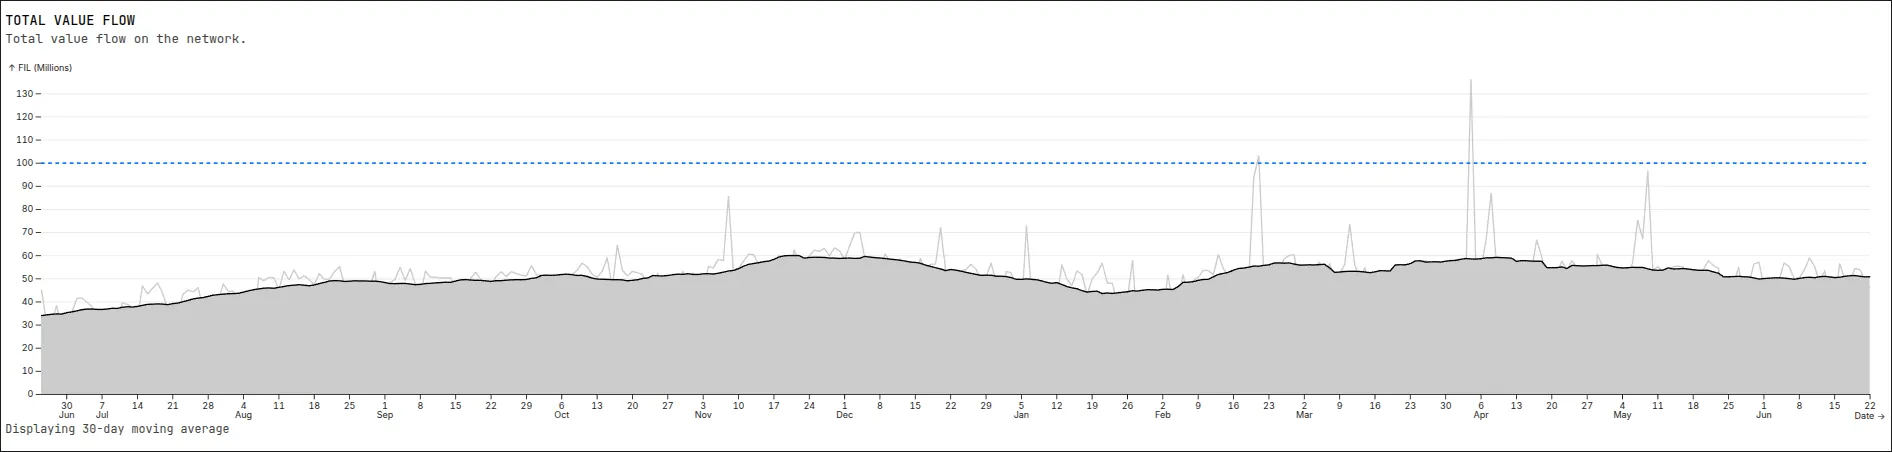 TOTAL VALUE FLOW
Total value flow on the network.
↑ FIL (Millions)
130
120
110
100
90
80
70
60
50
40
30
20
10
0
30 7 14 21 28 4 11 18 25 1 8 15 22 29 6 13 20 27 3 10 17 24 1 8 15 22 29 5 12 19 26 2 9 16 23 2 9 16 23 30 6 13 20 27 4 11 18 25 1 8 15 22
Jun Jul Aug Sep Oct Nov Dec Jan Feb Mar Apr May Jun Date →
Displaying 30-day moving average